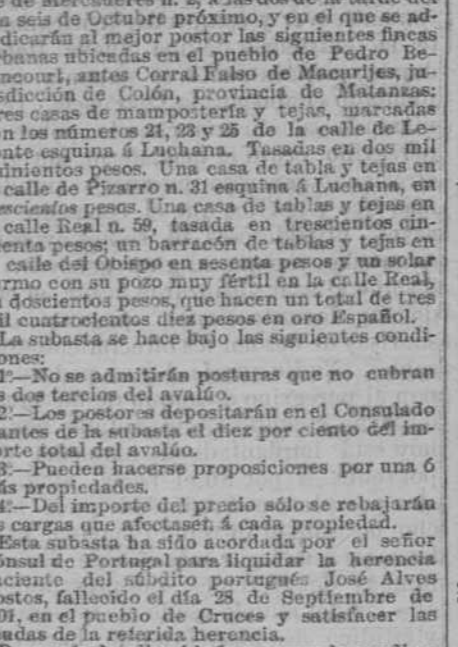 de Mercaderes n. 2, a las dos de la tarde del
a seis de Octubre próximo, y en el que se ad-
dicarán al mejor postor las siguientes fincas
rbanas ubicadas en el pueblo de Pedro Be-
ncourt, antes Corral Falso de Macurijes, ju-
sdicción de Colón, provincia de Matanzas:
res casas de mampostería y tejas, marcadas
on los números 21, 23 y 25 de la calle de Le-
nte esquina á Luchana. Tasadas en dos mil
uinientos pesos. Una casa de tabla y tejas en
calle de Pizarro n. 31 esquina á Luchana, en
escientos pesos. Una casa de tablas y tejas en
calle Real n. 59, tasada en trescientos cin-
enta pesos; un barracón de tablas y tejas en
calle del Obispo en sesenta pesos y un solar
rmo con su pozo muy fértil en la calle Real,
doscientos pesos, que hacen un total de tres
il cuatrocientos diez pesos en oro Español.
La subasta se hace bajo las siguientes condi-
ones:
1ª—No se admitirán posturas que no cubran
s dos tercios del avalúo.
2ª—Los postores depositarán en el Consulado
antes de la subasta el diez por ciento del im-
orte total del avalúo.
3ª—Pueden hacerse proposiciones por una ó
ás propiedades.
4ª—Del importe del precio sólo se rebajarán
s cargas que afectasen á cada propiedad.
Esta subasta ha sido acordada por el señor
ónsul de Portugal para liquidar la herencia
aciente del súbdito portugués José Alves
ostos, fallecido el día 28 de Septiembre de
01, en el pueblo de Cruces y satisfacer las
eudas de la referida herencia.